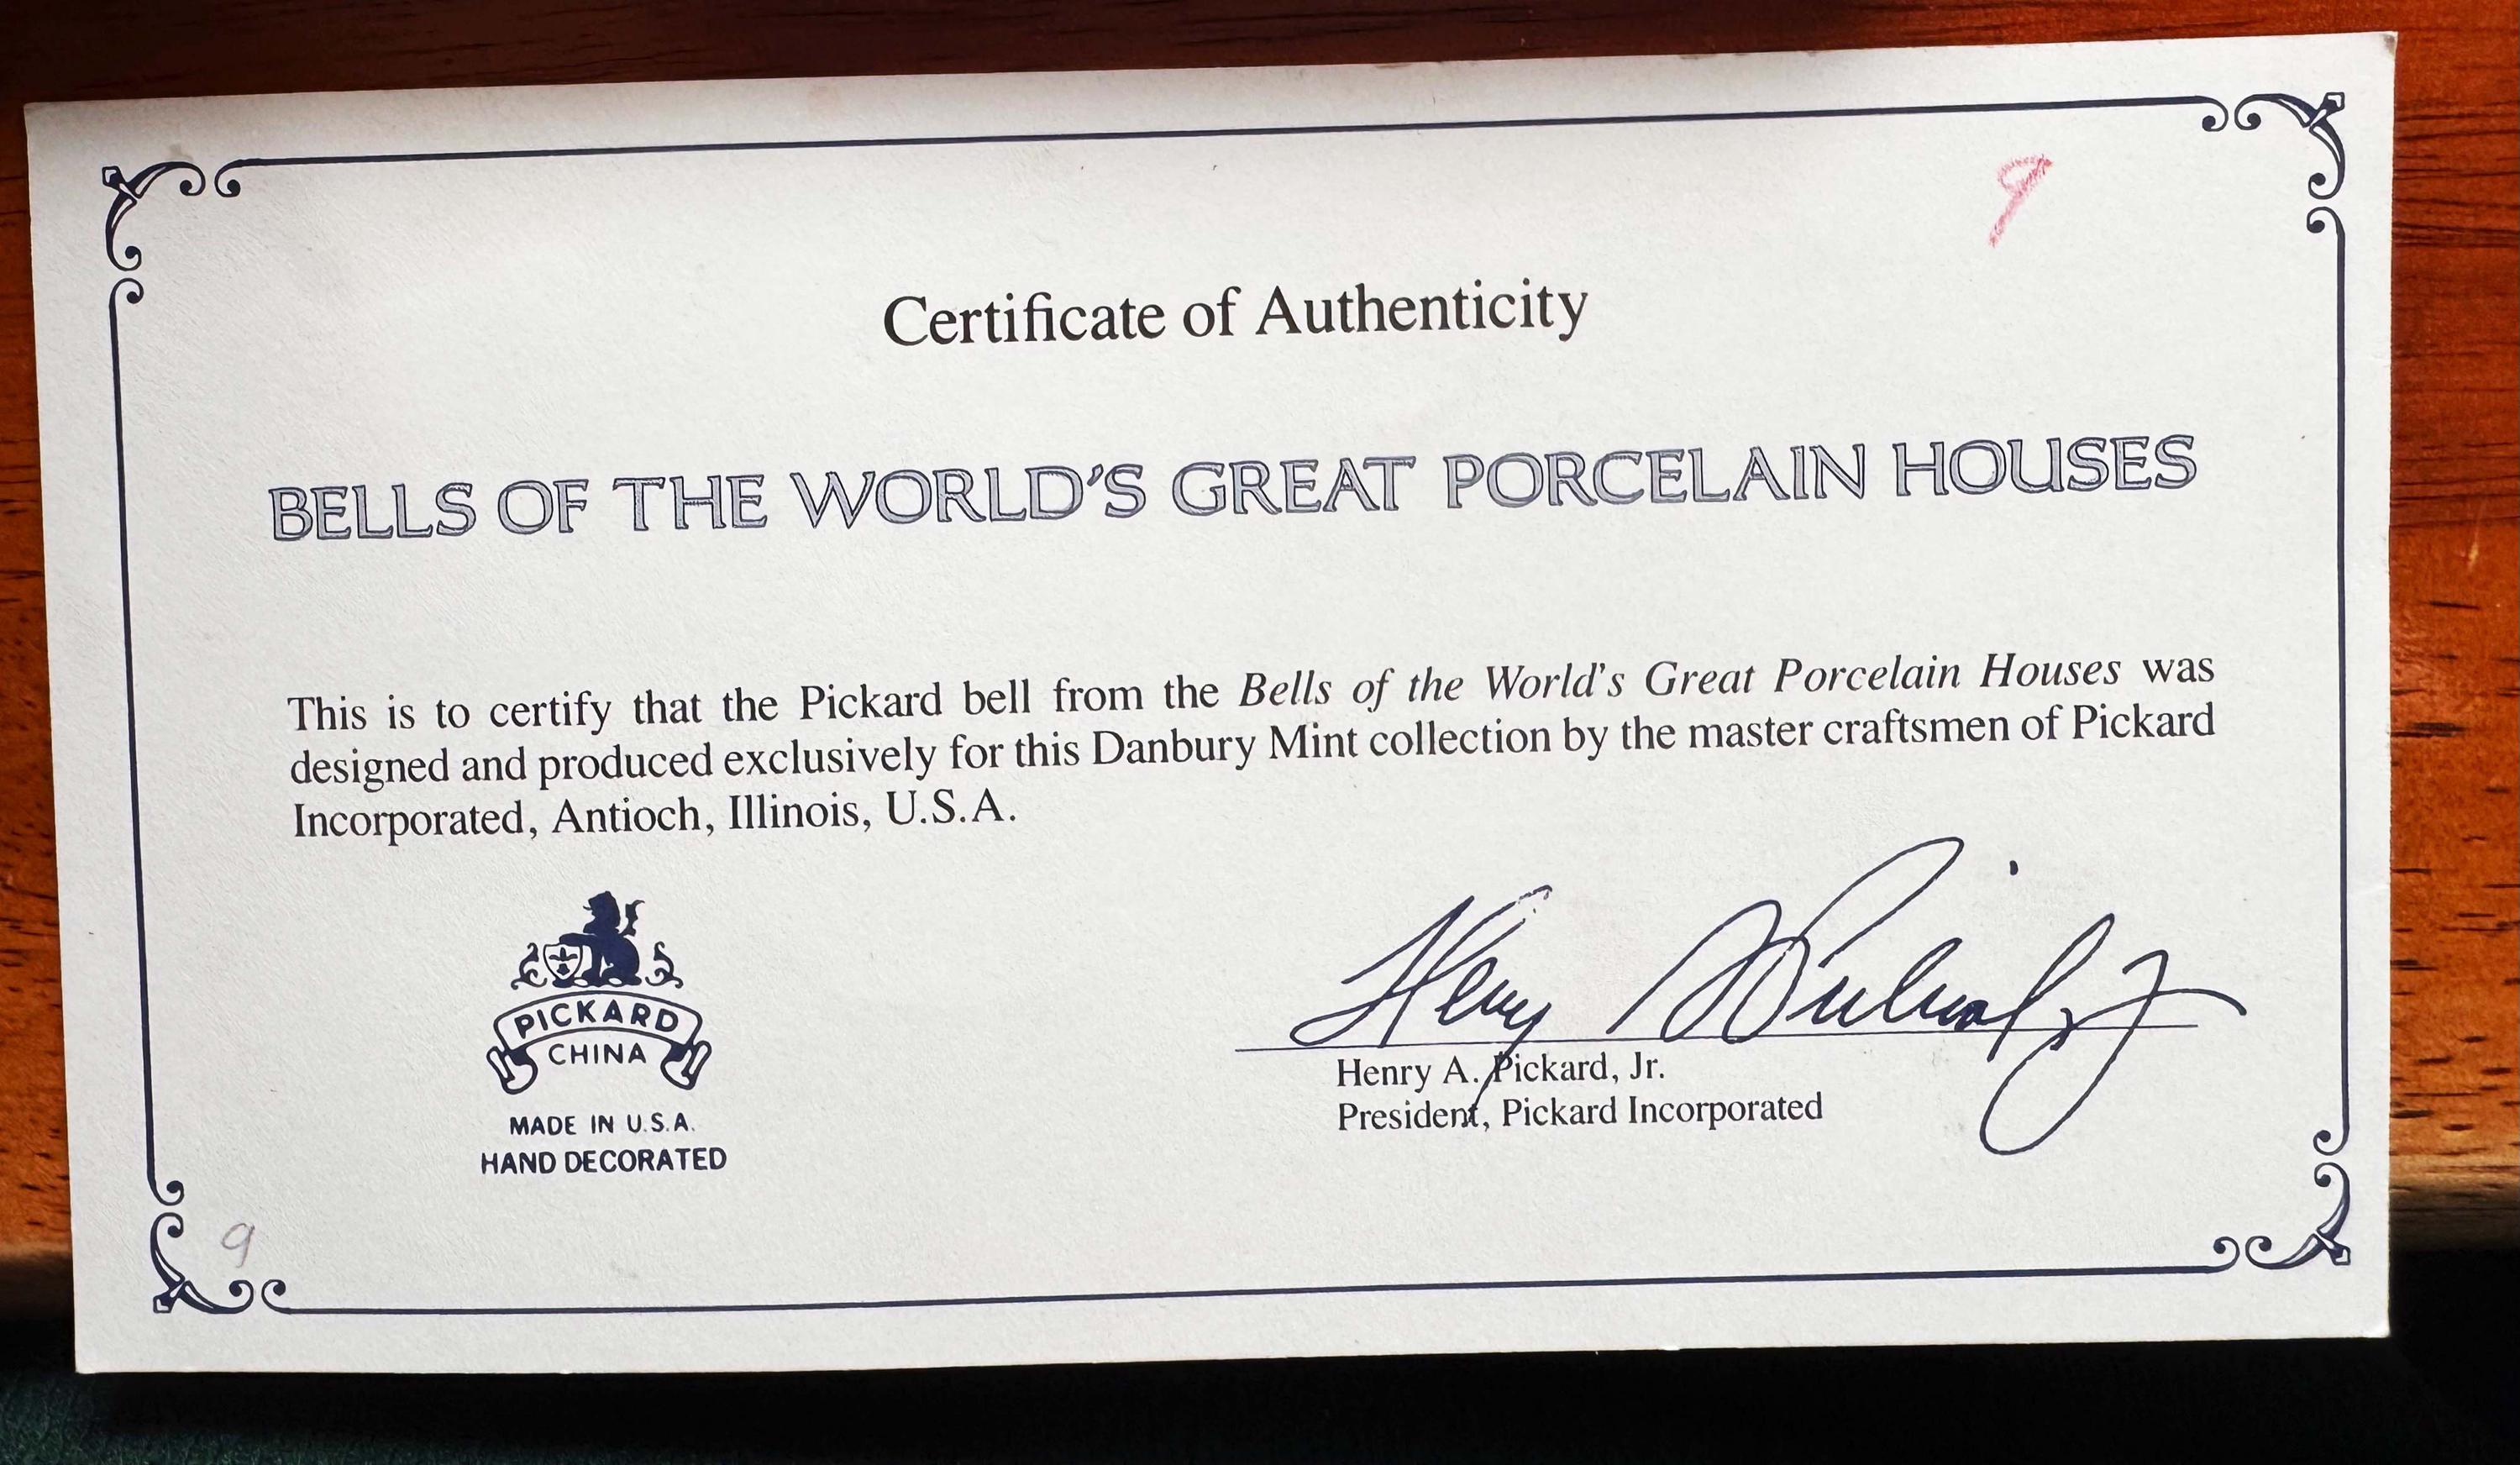 9
Certificate of Authenticity
BELLS OF THE WORLD'S GREAT PORCELAIN HOUSES
This is to certify that the Pickard bell from the Bells of the World's Great Porcelain Houses was
designed and produced exclusively for this Danbury Mint collection by the master craftsmen of Pickard
Incorporated, Antioch, Illinois, U.S.A.
PICKARD
CHINA
MADE IN U.S.A.
HAND DECORATED
Henry A. Pickard, Jr.
President, Pickard Incorporated
9